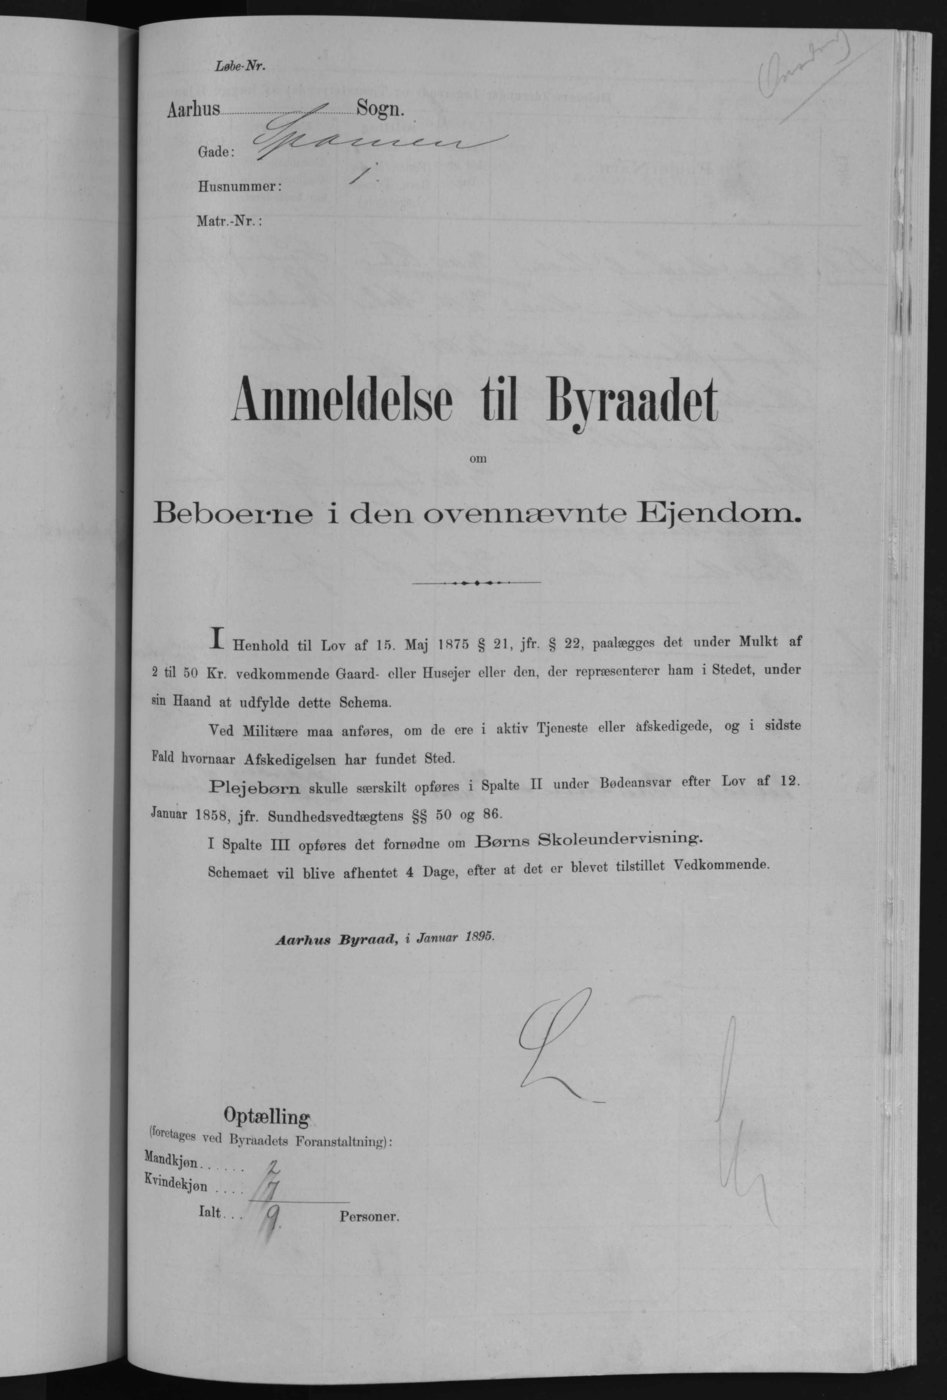 Løbe-Nr.
Aarhus Sogn.
Gade: Spanien
Husnummer: 1.
Matr.-Nr.:
Anmeldelse til Byraadet
om
Beboerne i den ovennævnte Ejendom.
I Henhold til Lov af 15. Maj 1875 § 21, jfr. § 22, paalægges det under Mulkt af
2 til 50 Kr. vedkommende Gaard- eller Husejer eller den, der repræsenterer ham i Stedet, under
sin Haand at udfylde dette Schema.
Ved Militære maa anføres, om de ere i aktiv Tjeneste eller afskedigede, og i sidste
Fald hvornaar Afskedigelsen har fundet Sted.
Plejebørn skulle særskilt opføres i Spalte II under Bødeansvar efter Lov af 12.
Januar 1858, jfr. Sundhedsvedtægtens §§ 50 og 86.
I Spalte III opføres det fornødne om Børns Skoleundervisning.
Schemaet vil blive afhentet 4 Dage, efter at det er blevet tilstillet Vedkommende.
Aarhus Byraad, i Januar 1895.
L
Optælling
(foretages ved Byraadets Foranstaltning):
Mandkjøn...... 2
Kvindekjøn .... 7
Ialt... 9. Personer.